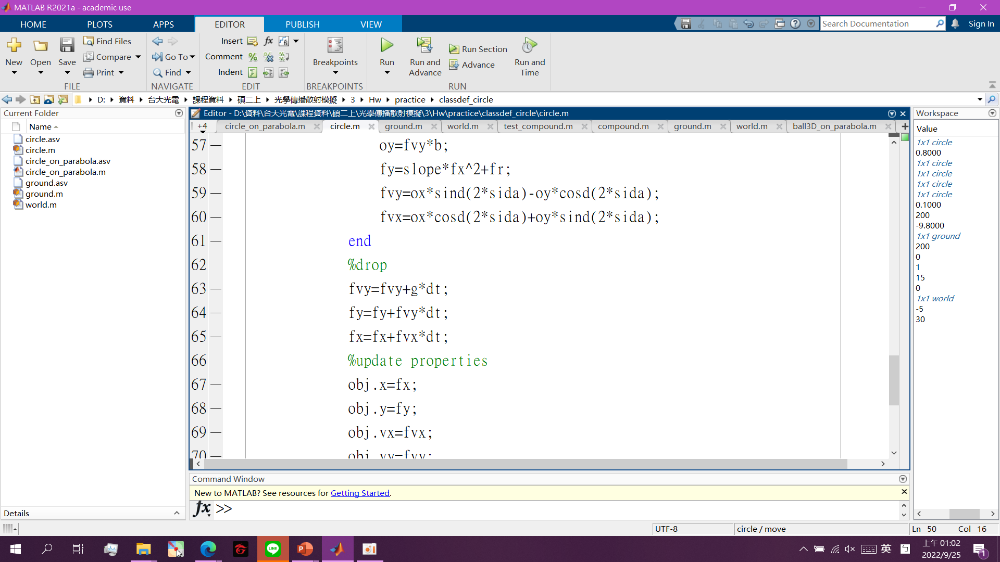 MATLAB R2021a - academic use
HOME PLOTS APPS EDITOR PUBLISH VIEW
Search Documentation
Sign In
New
Open
Save
Find Files
Compare
Print
FILE
Go To
Find
NAVIGATE
Insert
Comment
Indent
fx
EDIT
Breakpoints
BREAKPOINTS
Run
Run and Advance
Run Section
Advance
Run and Time
RUN
D: 資料 台大光電 課程資料 碩二上 光學傳播散射模擬 3 Hw practice classdef_circle
Current Folder
Name
circle.asv
circle.m
circle_on_parabola.asv
circle_on_parabola.m
ground.asv
ground.m
world.m
Details
Editor - D:\資料\台大光電\課程資料\碩二上\光學傳播散射模擬\3\Hw\practice\classdef_circle\circle.m
+4 circle_on_parabola.m circle.m ground.m world.m test_compound.m compound.m ground.m world.m ball3D_on_parabola.m
57 oy=fvy*b;
58 fy=slope*fx^2+fr;
59 fvy=ox*sind(2*sida)-oy*cosd(2*sida);
60 fvx=ox*cosd(2*sida)+oy*sind(2*sida);
61 end
62 %drop
63 fvy=fvy+g*dt;
64 fy=fy+fvy*dt;
65 fx=fx+fvx*dt;
66 %update properties
67 obj.x=fx;
68 obj.y=fy;
69 obj.vx=fvx;
70 obj.vy=fvy;
Command Window
New to MATLAB? See resources for Getting Started.
fx >>
Workspace
Value
1x1 circle
0.8000
1x1 circle
1x1 circle
1x1 circle
1x1 circle
0.1000
200
-9.8000
1x1 ground
200
0
1
15
0
1x1 world
-5
30
UTF-8
circle / move
Ln 50 Col 16
LINE
英
上午 01:02
2022/9/25
1